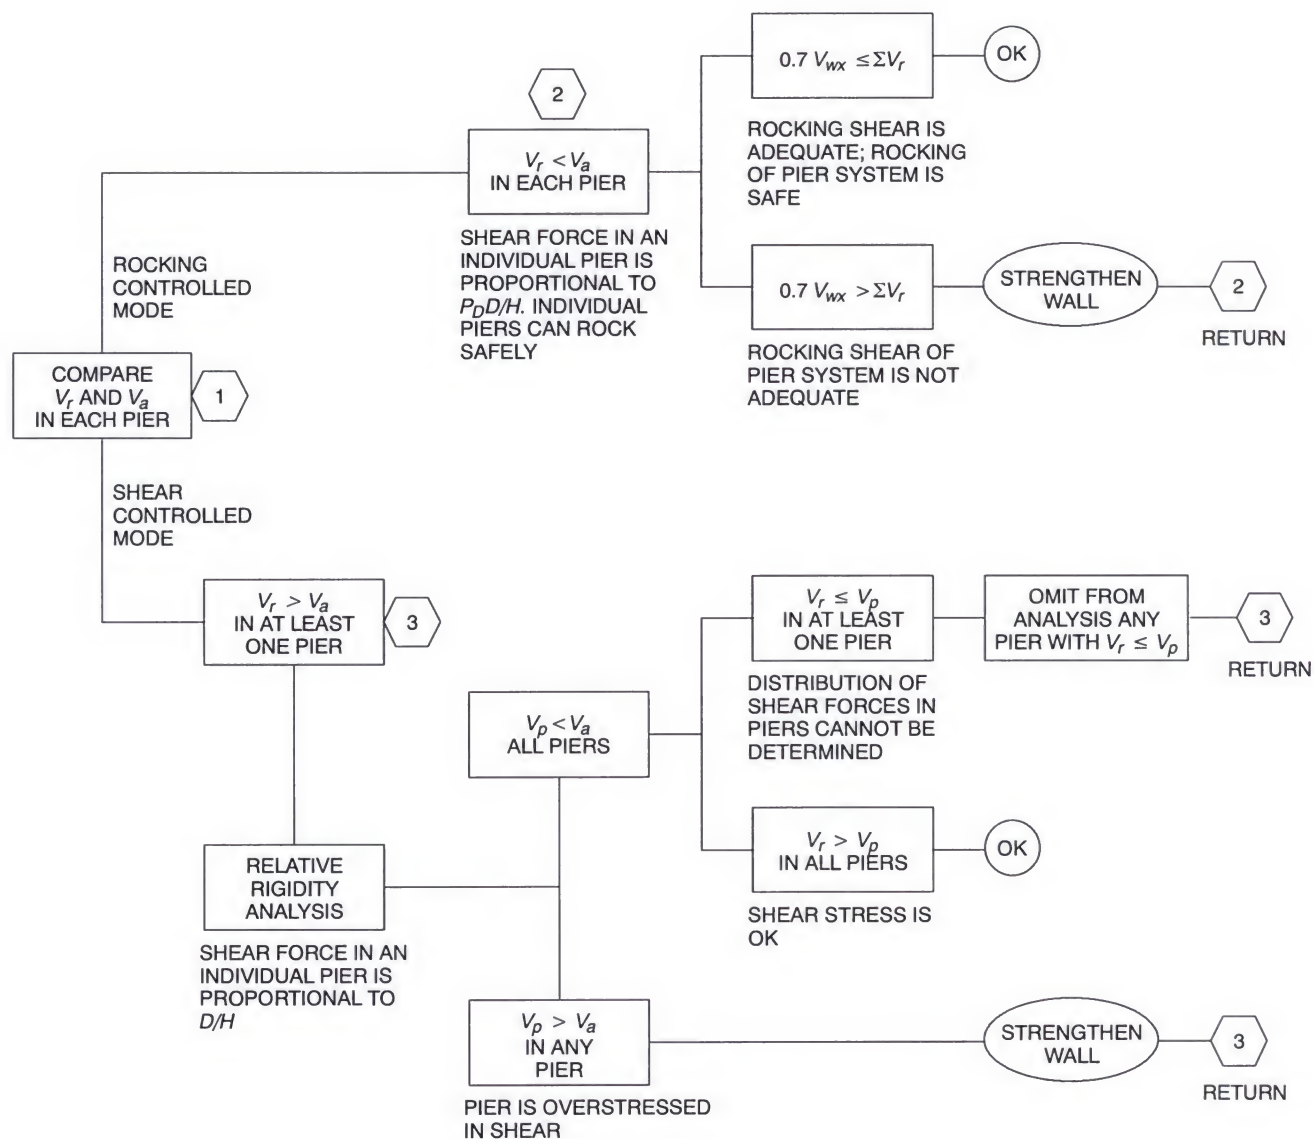 COMPARE
V_r AND V_a
IN EACH PIER
1
ROCKING
CONTROLLED
MODE
2
V_r < V_a
IN EACH PIER
SHEAR FORCE IN AN
INDIVIDUAL PIER IS
PROPORTIONAL TO
P_D D/H. INDIVIDUAL
PIERS CAN ROCK
SAFELY
0.7 V_wx ≤ ΣV_r
OK
ROCKING SHEAR IS
ADEQUATE; ROCKING
OF PIER SYSTEM IS
SAFE
0.7 V_wx > ΣV_r
STRENGTHEN
WALL
2
RETURN
ROCKING SHEAR OF
PIER SYSTEM IS NOT
ADEQUATE
SHEAR
CONTROLLED
MODE
V_r > V_a
IN AT LEAST
ONE PIER
3
RELATIVE
RIGIDITY
ANALYSIS
SHEAR FORCE IN AN
INDIVIDUAL PIER IS
PROPORTIONAL TO
D/H
V_p < V_a
ALL PIERS
V_r ≤ V_p
IN AT LEAST
ONE PIER
DISTRIBUTION OF
SHEAR FORCES IN
PIERS CANNOT BE
DETERMINED
OMIT FROM
ANALYSIS ANY
PIER WITH V_r ≤ V_p
3
RETURN
V_r > V_p
IN ALL PIERS
OK
SHEAR STRESS IS
OK
V_p > V_a
IN ANY
PIER
PIER IS OVERSTRESSED
IN SHEAR
STRENGTHEN
WALL
3
RETURN